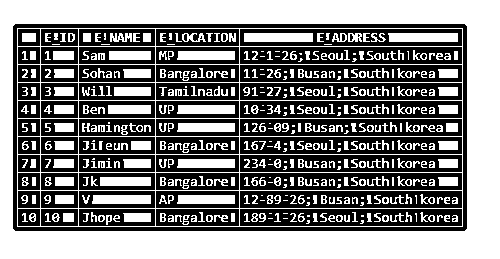 E_ID E_NAME E_LOCATION E_ADDRESS
1 1 Sam MP 12-1-26; Seoul; South korea
2 2 Sohan Bangalore 11-26; Busan; South korea
3 3 Will Tamilnadu 91-27; Seoul; South korea
4 4 Ben UP 10-34; Seoul; South korea
5 5 Hamington UP 126-09; Busan; South korea
6 6 Ji eun Bangalore 167-4; Seoul; South korea
7 7 Jimin UP 234-0; Busan; South korea
8 8 Jk Bangalore 166-0; Busan; South korea
9 9 V AP 12-89-26; Busan; South korea
10 10 Jhope Bangalore 189-1-26; Seoul; South korea